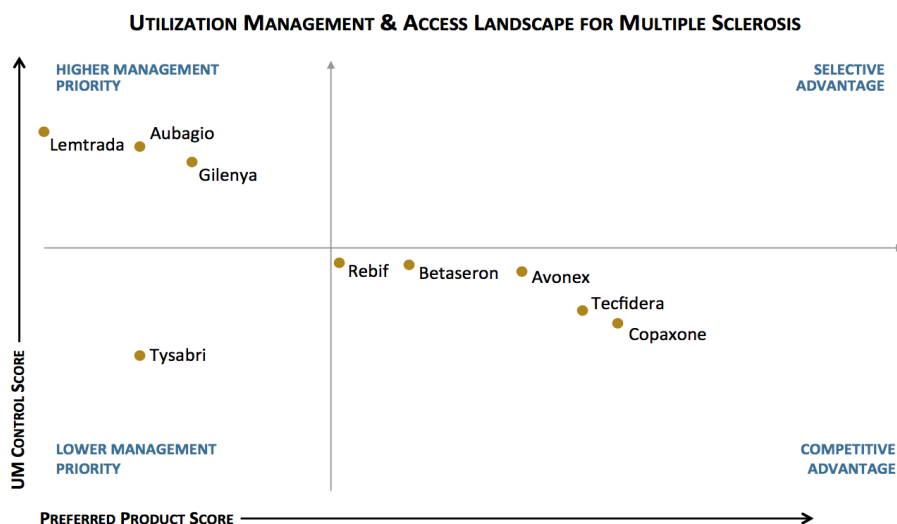 UTILIZATION MANAGEMENT & ACCESS LANDSCAPE FOR MULTIPLE SCLEROSIS
HIGHER MANAGEMENT
PRIORITY
SELECTIVE
ADVANTAGE
Lemtrada
Aubagio
Gilenya
Rebif
Betaseron
Avonex
Tecfidera
Copaxone
Tysabri
UM CONTROL SCORE
LOWER MANAGEMENT
PRIORITY
COMPETITIVE
ADVANTAGE
PREFERRED PRODUCT SCORE